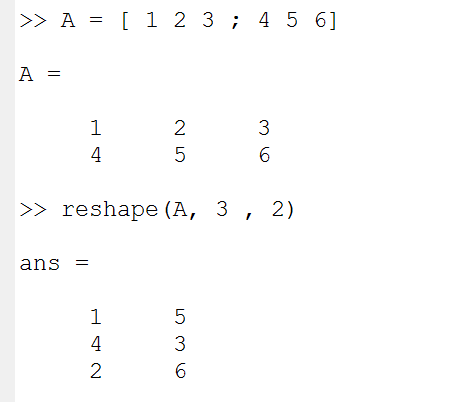 >> A = [ 1 2 3 ; 4 5 6]
A =
1 2 3
4 5 6
>> reshape(A, 3 , 2)
ans =
1 5
4 3
2 6